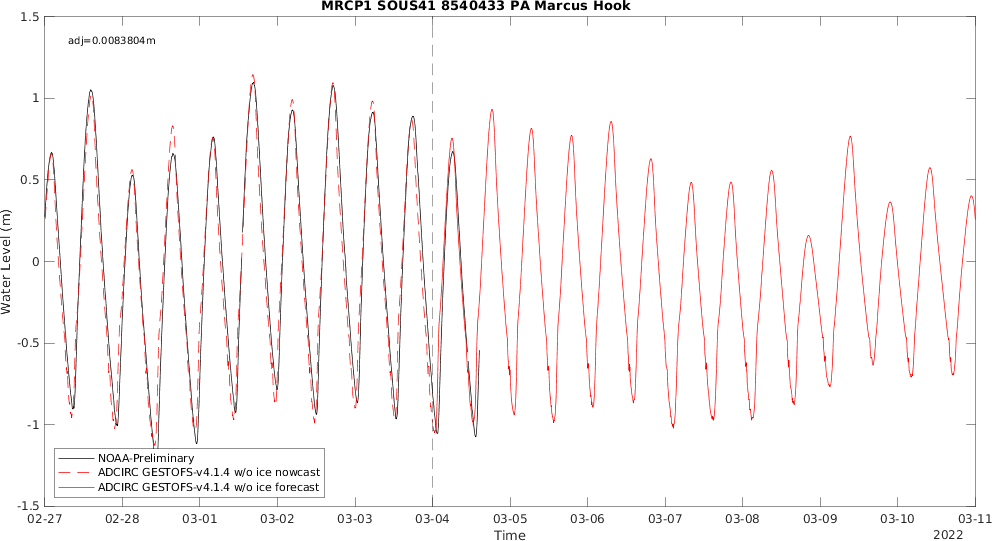 MRCP1 SOUS41 8540433 PA Marcus Hook
adj=0.0083804m
1.5
1
0.5
0
-0.5
-1
-1.5
Water Level (m)
NOAA-Preliminary
ADCIRC GESTOFS-v4.1.4 w/o ice nowcast
ADCIRC GESTOFS-v4.1.4 w/o ice forecast
02-27 02-28 03-01 03-02 03-03 03-04 03-05 03-06 03-07 03-08 03-09 03-10 03-11
Time
2022